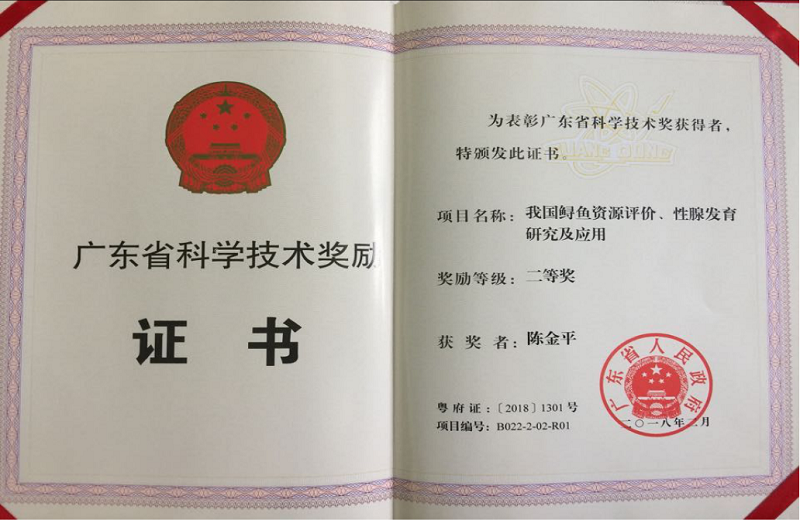 广东省科学技术奖励
证书
为表彰广东省科学技术奖获得者，
特颁发此证书。
GUANG DONG
项目名称：我国鲟鱼资源评价、性腺发育
研究及应用
奖励等级：二等奖
获奖者：陈金平
广东省人民政府
粤府证：〔2018〕1301号
二〇一八年二月
项目编号：B022-2-02-R01